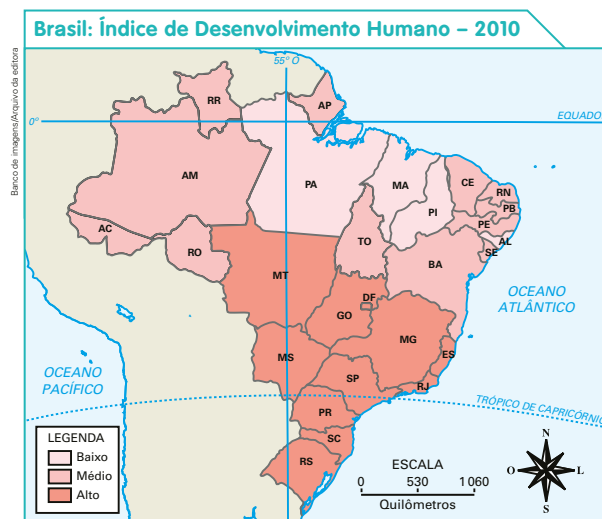 Brasil: Índice de Desenvolvimento Humano – 2010
Banco de imagens/Arquivo da editora
55° O
0°
EQUADOR
RR
AP
AM
PA
MA
CE
RN
PB
PI
PE
AL
SE
AC
RO
TO
BA
MT
DF
GO
MG
ES
MS
SP
RJ
PR
SC
RS
OCEANO
ATLÂNTICO
OCEANO
PACÍFICO
TRÓPICO DE CAPRICÓRNIO
LEGENDA
Baixo
Médio
Alto
ESCALA
0 530 1 060
Quilômetros
N
O L
S